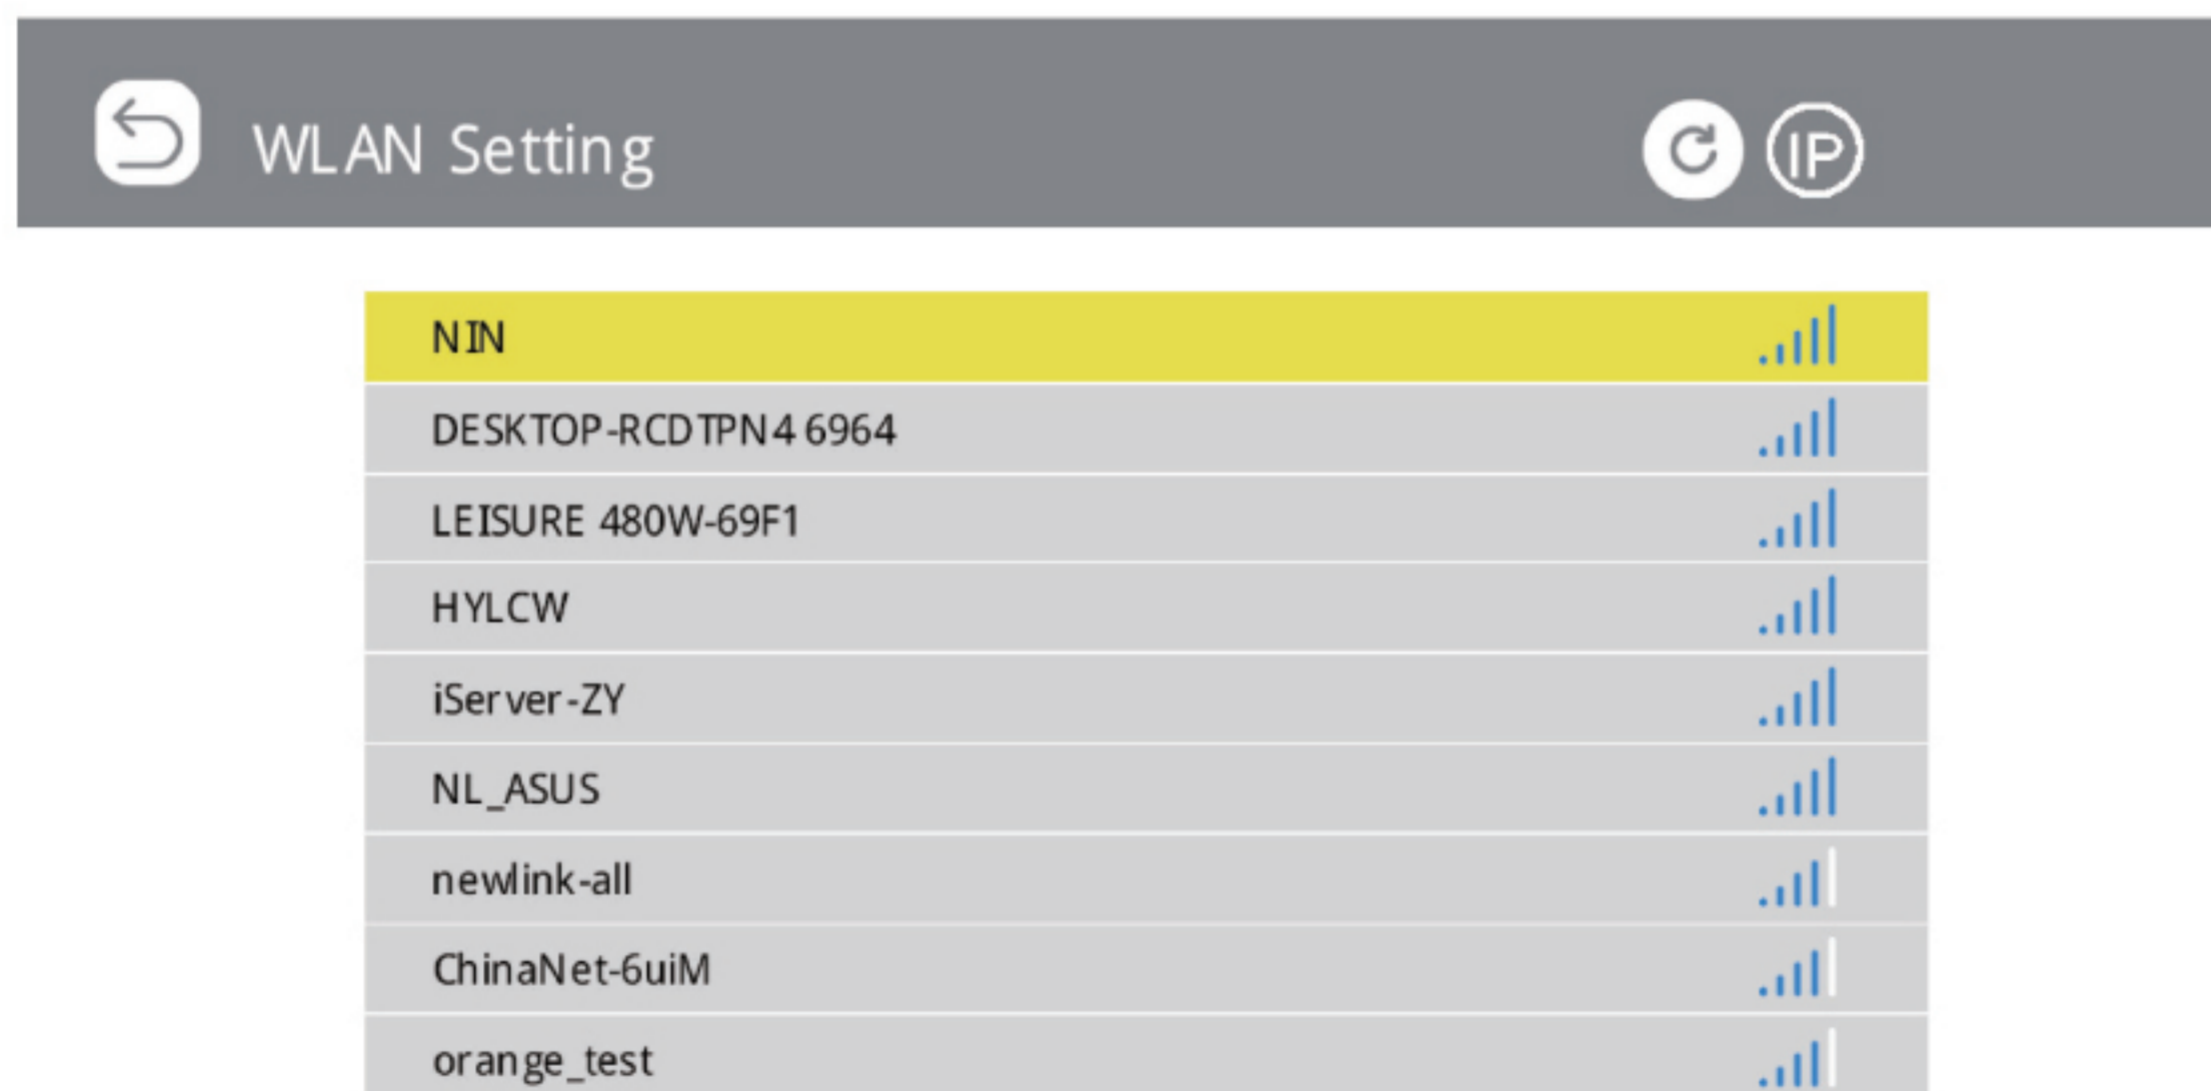 WLAN Setting
IP
NIN
DESKTOP-RCDTPN4 6964
LEISURE 480W-69F1
HYLCW
iServer-ZY
NL_ASUS
newlink-all
ChinaNet-6uiM
orange_test